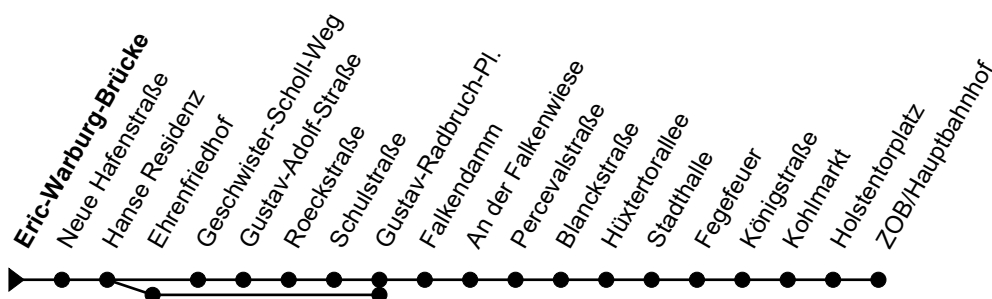 Eric-Warburg-Brücke
Neue Hafenstraße
Hanse Residenz
Ehrenfriedhof
Geschwister-Scholl-Weg
Gustav-Adolf-Straße
Roeckstraße
Schulstraße
Gustav-Radbruch-Pl.
Falkendamm
An der Falkenwiese
Percevalstraße
Blanckstraße
Hüxtertorallee
Stadthalle
Fegefeuer
Königstraße
Kohlmarkt
Holstentorplatz
ZOB/Hauptbahnhof